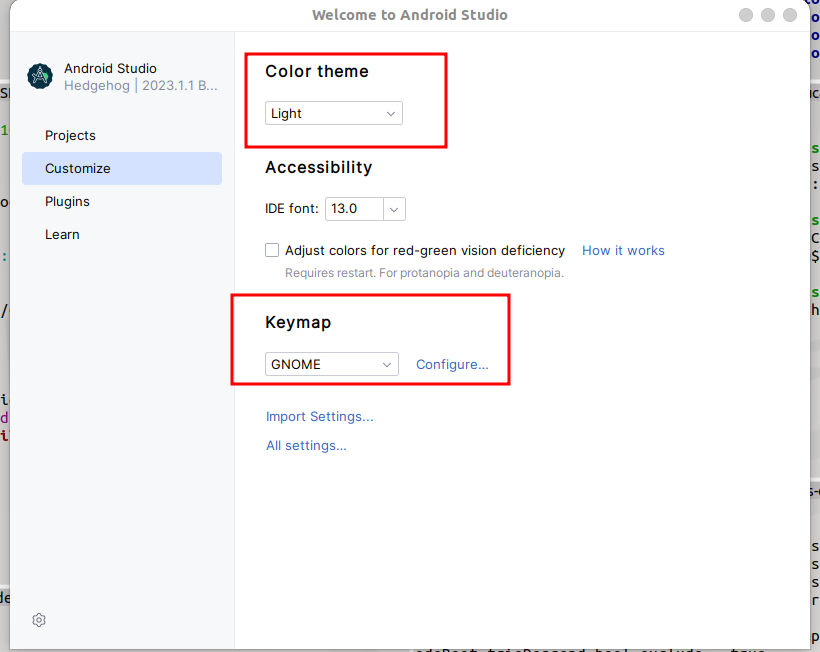 Welcome to Android Studio
Android Studio
Hedgehog | 2023.1.1 B...
Projects
Customize
Plugins
Learn
Color theme
Light
Accessibility
IDE font: 13.0
Adjust colors for red-green vision deficiency How it works
Requires restart. For protanopia and deuteranopia.
Keymap
GNOME Configure...
Import Settings...
All settings...